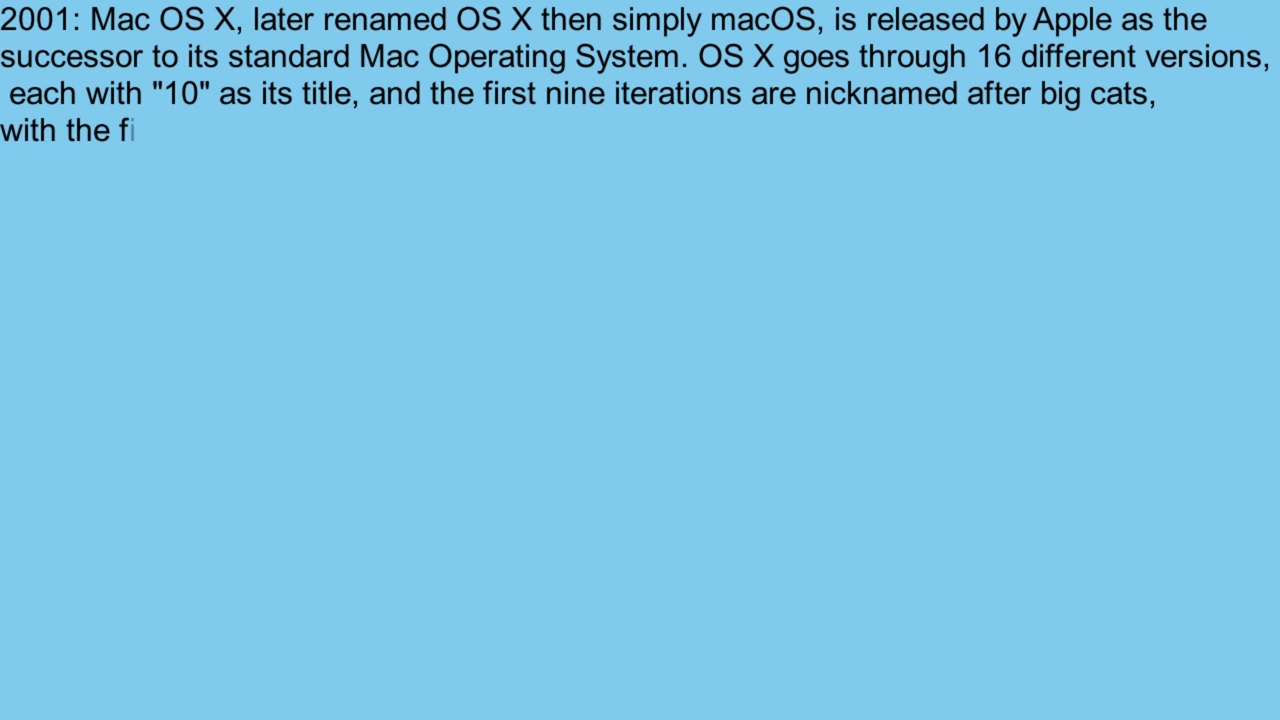 2001: Mac OS X, later renamed OS X then simply macOS, is released by Apple as the
successor to its standard Mac Operating System. OS X goes through 16 different versions,
each with "10" as its title, and the first nine iterations are nicknamed after big cats,
with the fi